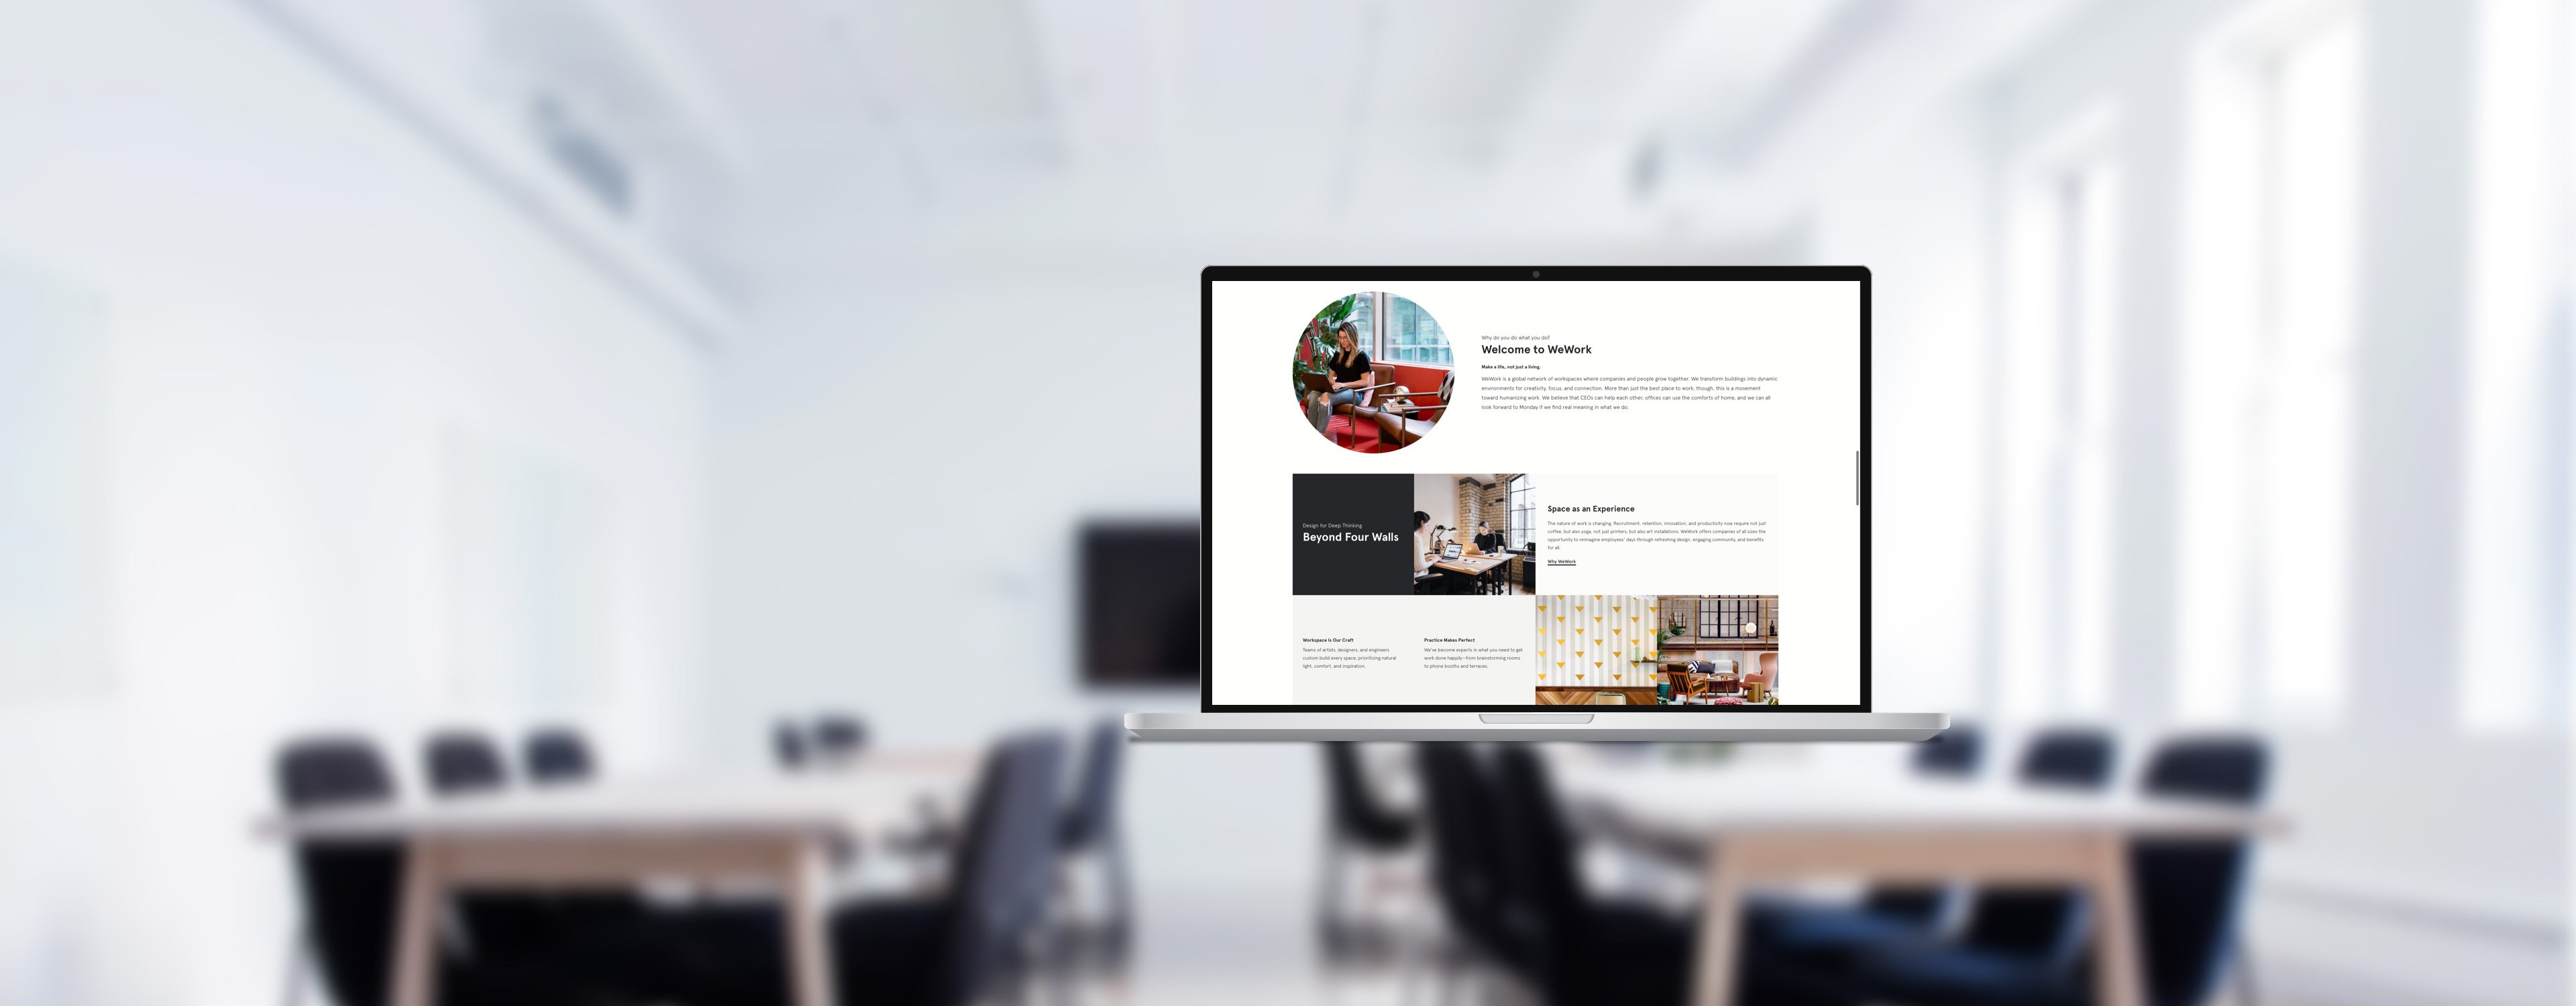 Why do you do what you do?
Welcome to WeWork
Make a life, not just a living.
WeWork is a global network of workspaces where companies and people grow together. We transform buildings into dynamic
environments for creativity, focus, and connection. More than just the best place to work, though, this is a movement
toward humanizing work. We believe that CEOs can help each other, offices can use the comforts of home, and we can all
look forward to Monday if we find real meaning in what we do.
Design for Deep Thinking
Beyond Four Walls
Space as an Experience
The nature of work is changing. Recruitment, retention, innovation, and productivity now require not just
coffee, but also yoga, not just printers, but also art installations. WeWork offers companies of all sizes the
opportunity to reimagine employees' days through refreshing design, engaging community, and benefits
for all.
Why WeWork
Workspace Is Our Craft
Teams of artists, designers, and engineers
custom build every space, prioritizing natural
light, comfort, and inspiration.
Practice Makes Perfect
We've become experts in what you need to get
work done happily—from brainstorming rooms
to phone booths and terraces.